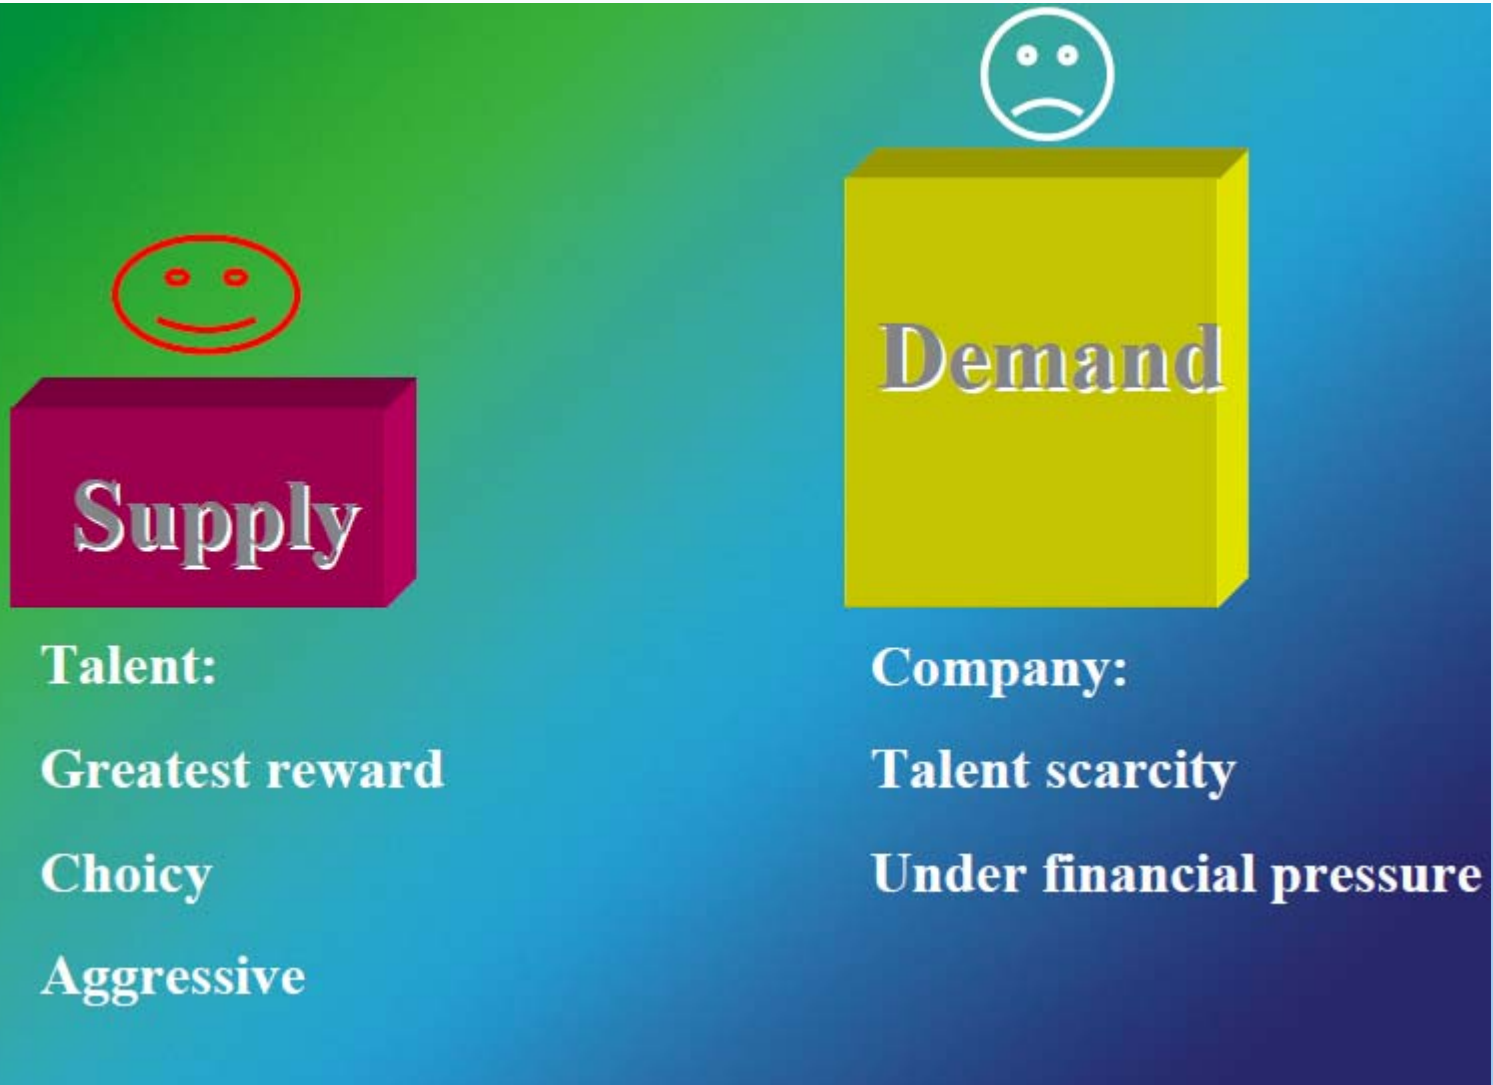 Supply
Talent:
Greatest reward
Choicy
Aggressive
Demand
Company:
Talent scarcity
Under financial pressure